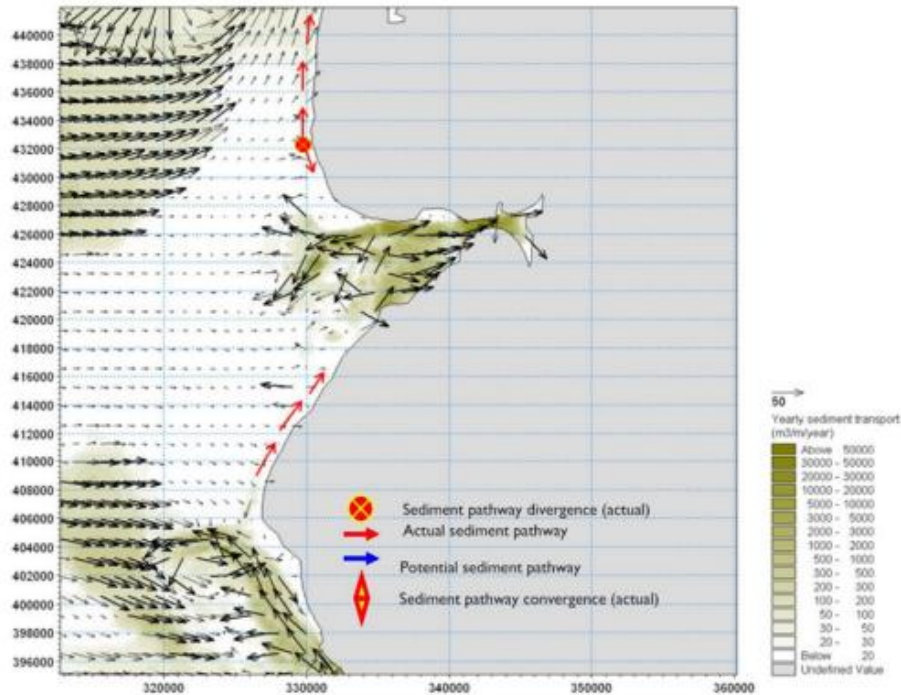 440000
438000
436000
434000
432000
430000
428000
426000
424000
422000
420000
418000
416000
414000
412000
410000
408000
406000
404000
402000
400000
398000
396000
320000 330000 340000 350000 360000
Sediment pathway divergence (actual)
Actual sediment pathway
Potential sediment pathway
Sediment pathway convergence (actual)
50
Yearly sediment transport
(m3/m/year)
Above 50000
30000 - 50000
20000 - 30000
10000 - 20000
5000 - 10000
3000 - 5000
2000 - 3000
1000 - 2000
500 - 1000
300 - 500
200 - 300
100 - 200
50 - 100
30 - 50
20 - 30
Below 20
Undefined Value